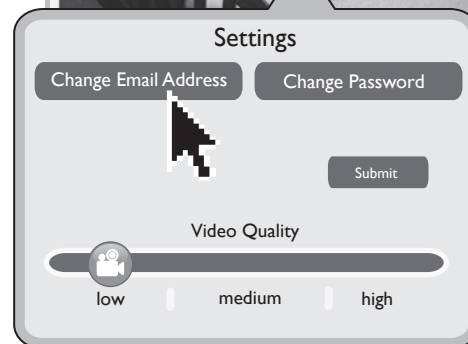 Settings
Change Email Address Change Password
Submit
Video Quality
low medium high